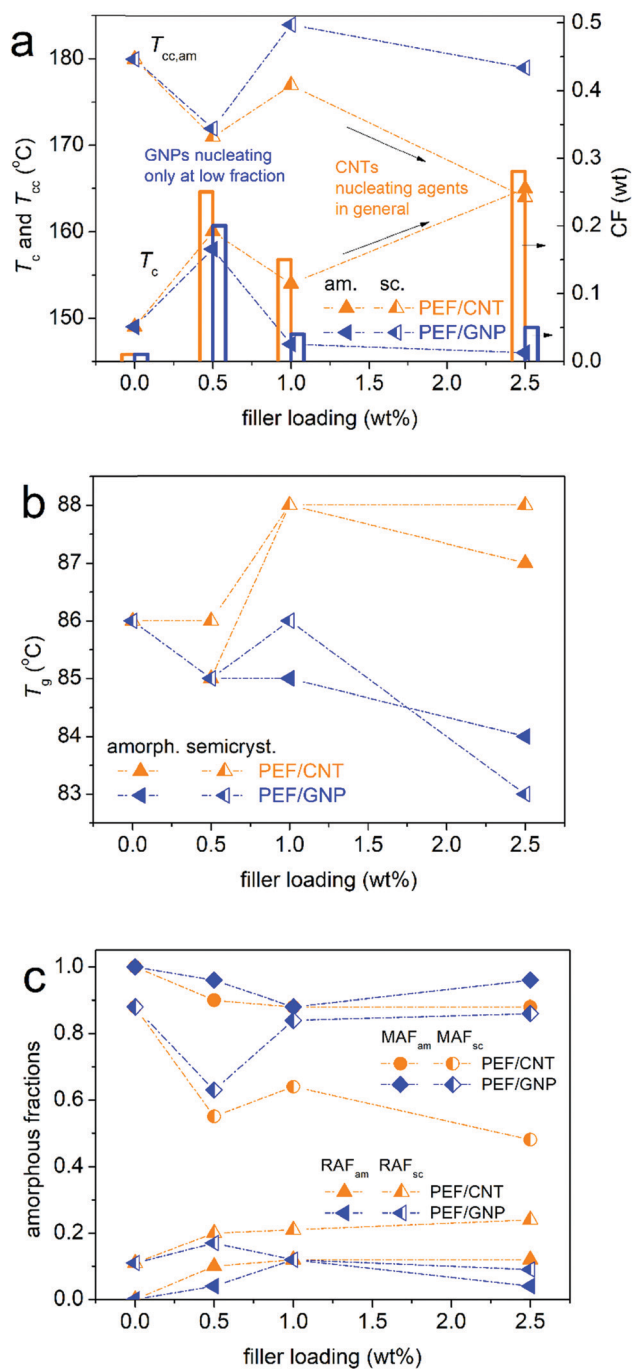 a
T_c and T_cc (°C)
180
170
160
150
T_cc,am
GNPs nucleating
only at low fraction
CNTs
nucleating agents
in general
T_c
am. sc.
PEF/CNT
PEF/GNP
0.5
0.4
0.3
0.2
0.1
0.0
CF (wt)
0.0 0.5 1.0 1.5 2.0 2.5
filler loading (wt%)
b
T_g (°C)
88
87
86
85
84
83
amorph. semicryst.
PEF/CNT
PEF/GNP
0.0 0.5 1.0 1.5 2.0 2.5
filler loading (wt%)
c
amorphous fractions
1.0
0.8
0.6
0.4
0.2
0.0
MAF_am MAF_sc
PEF/CNT
PEF/GNP
RAF_am RAF_sc
PEF/CNT
PEF/GNP
0.0 0.5 1.0 1.5 2.0 2.5
filler loading (wt%)